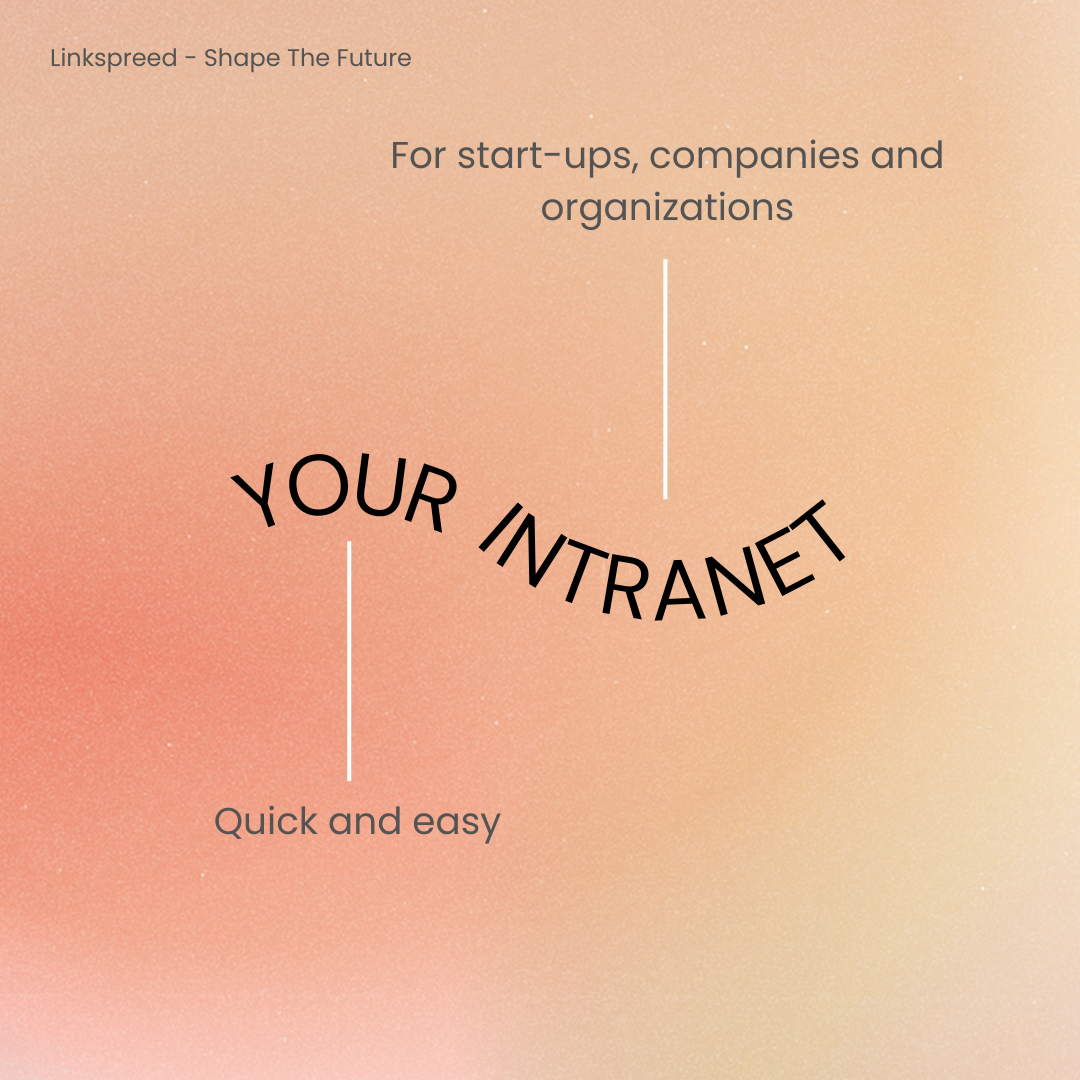 Linkspreed - Shape The Future
For start-ups, companies and
organizations
YOUR INTRANET
Quick and easy